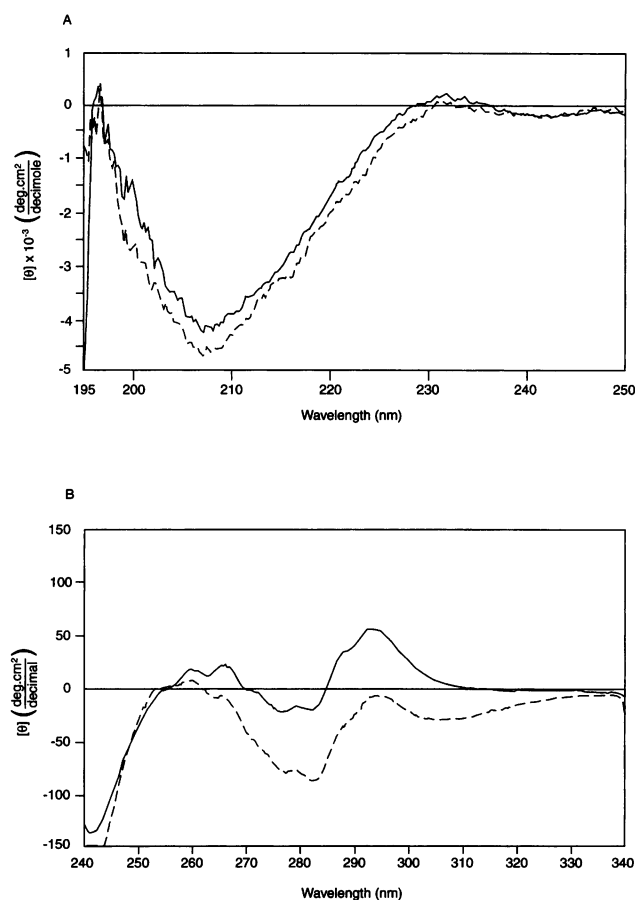 A
1
0
-1
-2
-3
-4
-5
[θ] x 10-3 (deg.cm2/decimole)
195 200 210 220 230 240 250
Wavelength (nm)
B
150
100
50
0
-50
-100
-150
[θ] (deg.cm2/decimal)
240 250 260 270 280 290 300 310 320 330 340
Wavelength (nm)